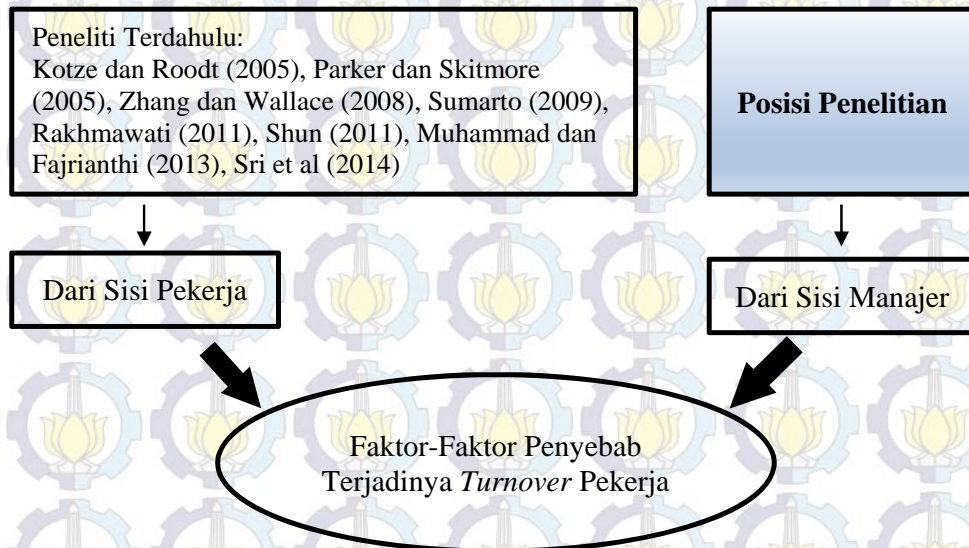 Peneliti Terdahulu:
Kotze dan Roodt (2005), Parker dan Skitmore
(2005), Zhang dan Wallace (2008), Sumarto (2009),
Rakhmawati (2011), Shun (2011), Muhammad dan
Fajrianthi (2013), Sri et al (2014)
Posisi Penelitian
Dari Sisi Pekerja
Dari Sisi Manajer
Faktor-Faktor Penyebab
Terjadinya Turnover Pekerja